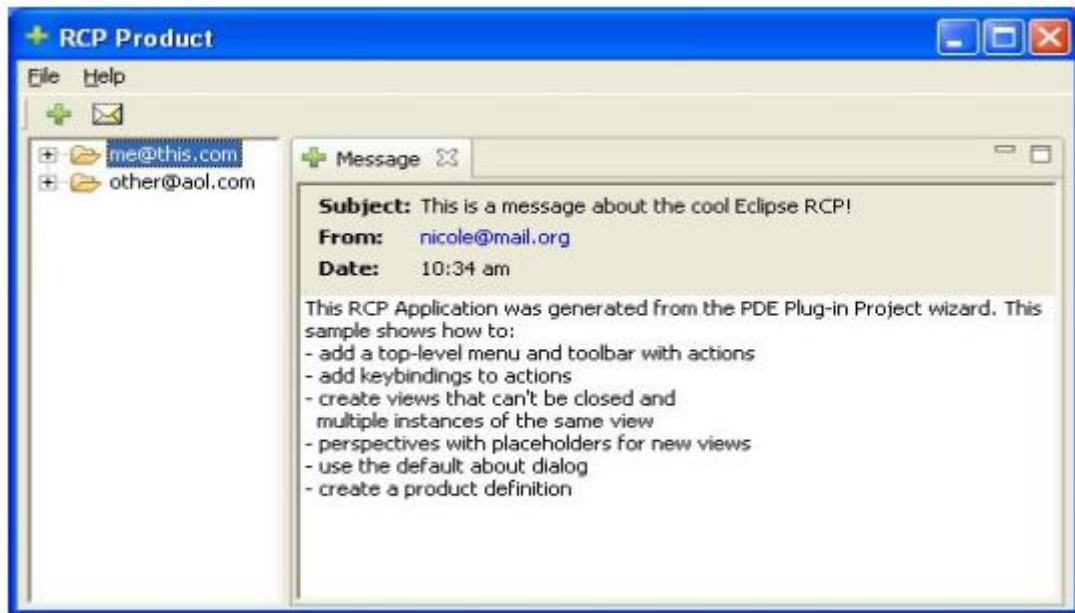 RCP Product
File Help
me@this.com
other@aol.com
Message
Subject: This is a message about the cool Eclipse RCP!
From: nicole@mail.org
Date: 10:34 am
This RCP Application was generated from the PDE Plug-in Project wizard. This
sample shows how to:
- add a top-level menu and toolbar with actions
- add keybindings to actions
- create views that can't be closed and
multiple instances of the same view
- perspectives with placeholders for new views
- use the default about dialog
- create a product definition